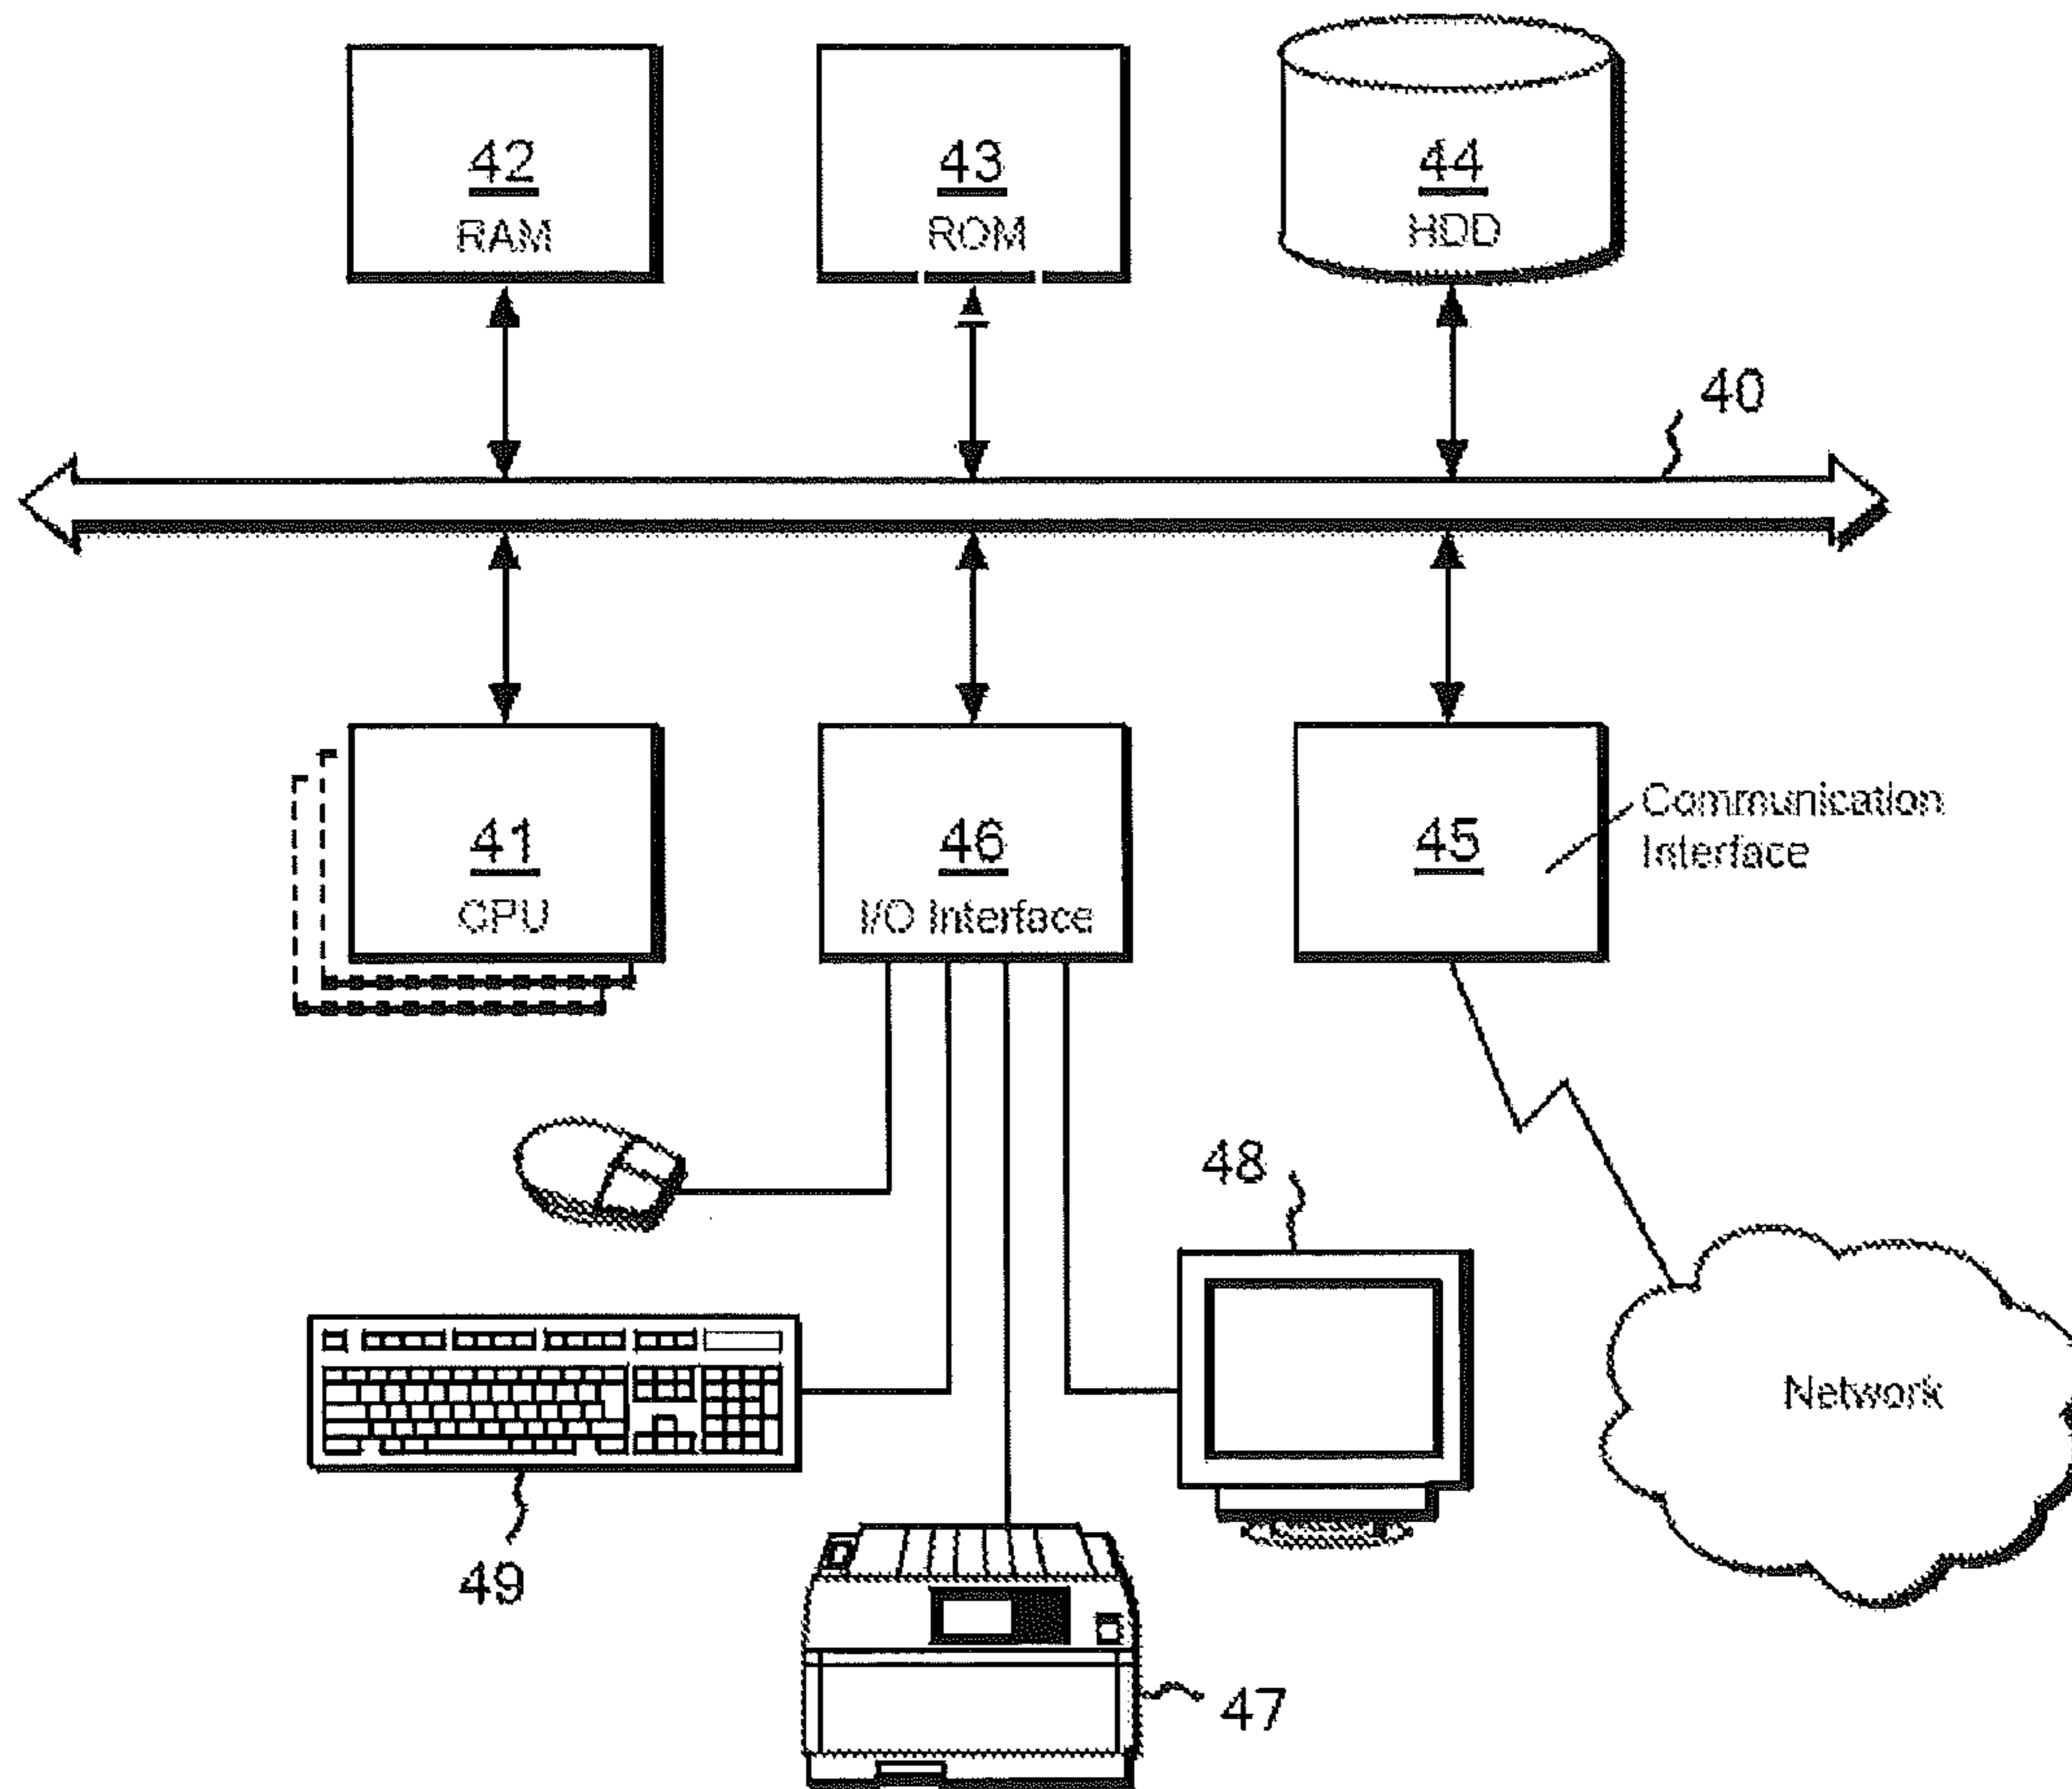 42
RAM
43
ROM
44
HDD
40
41
CPU
46
I/O Interface
45
Communication
Interface
48
Network
49
47